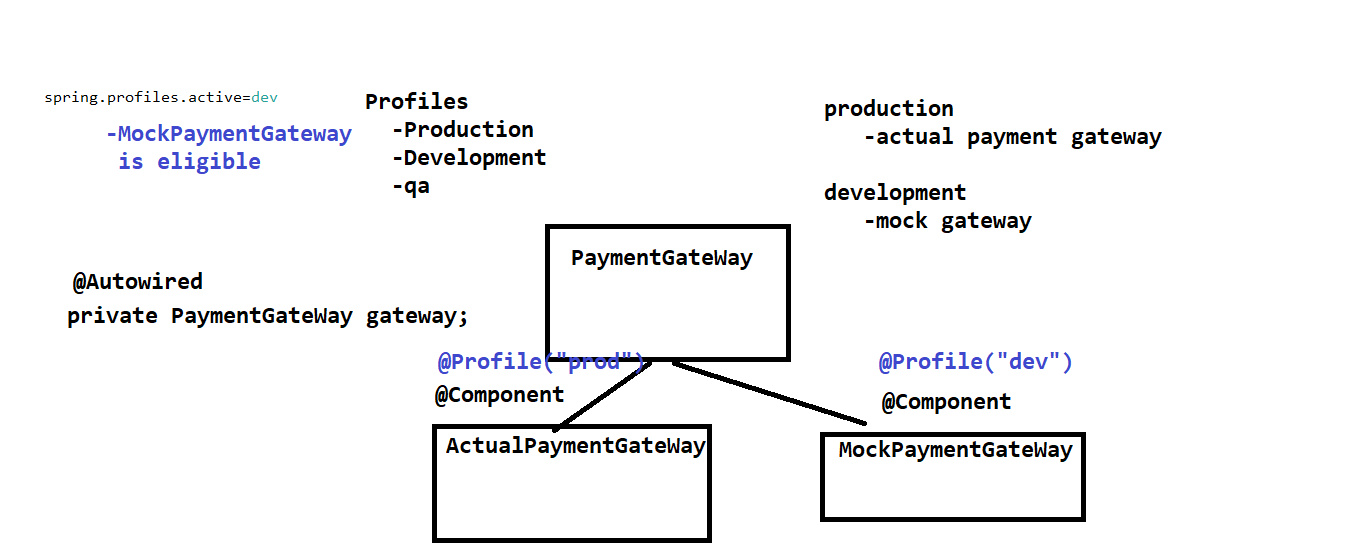 spring.profiles.active=dev
-MockPaymentGateway
is eligible
Profiles
-Production
-Development
-qa
production
-actual payment gateway
development
-mock gateway
PaymentGateWay
@Autowired
private PaymentGateWay gateway;
@Profile("prod")
@Component
ActualPaymentGateWay
@Profile("dev")
@Component
MockPaymentGateWay